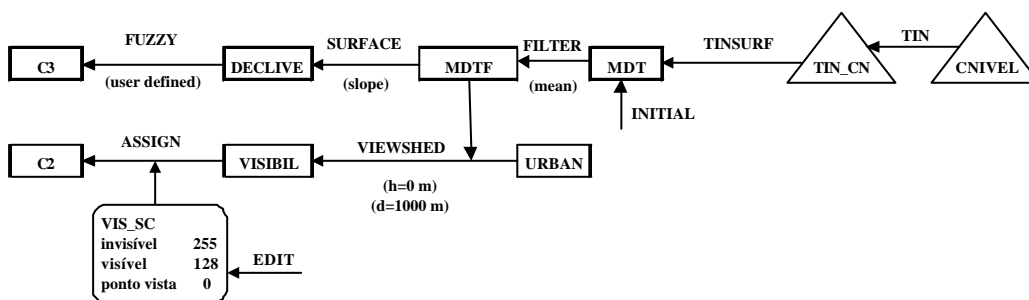 FUZZY SURFACE FILTER TINSURF TIN
C3 DECLIVE MDTF MDT TIN_CN CNIVEL
(user defined) (slope) (mean)
INITIAL
ASSIGN VIEWSHED
C2 VISIBIL URBAN
(h=0 m)
(d=1000 m)
VIS_SC
invisível 255
visível 128
ponto vista 0
EDIT